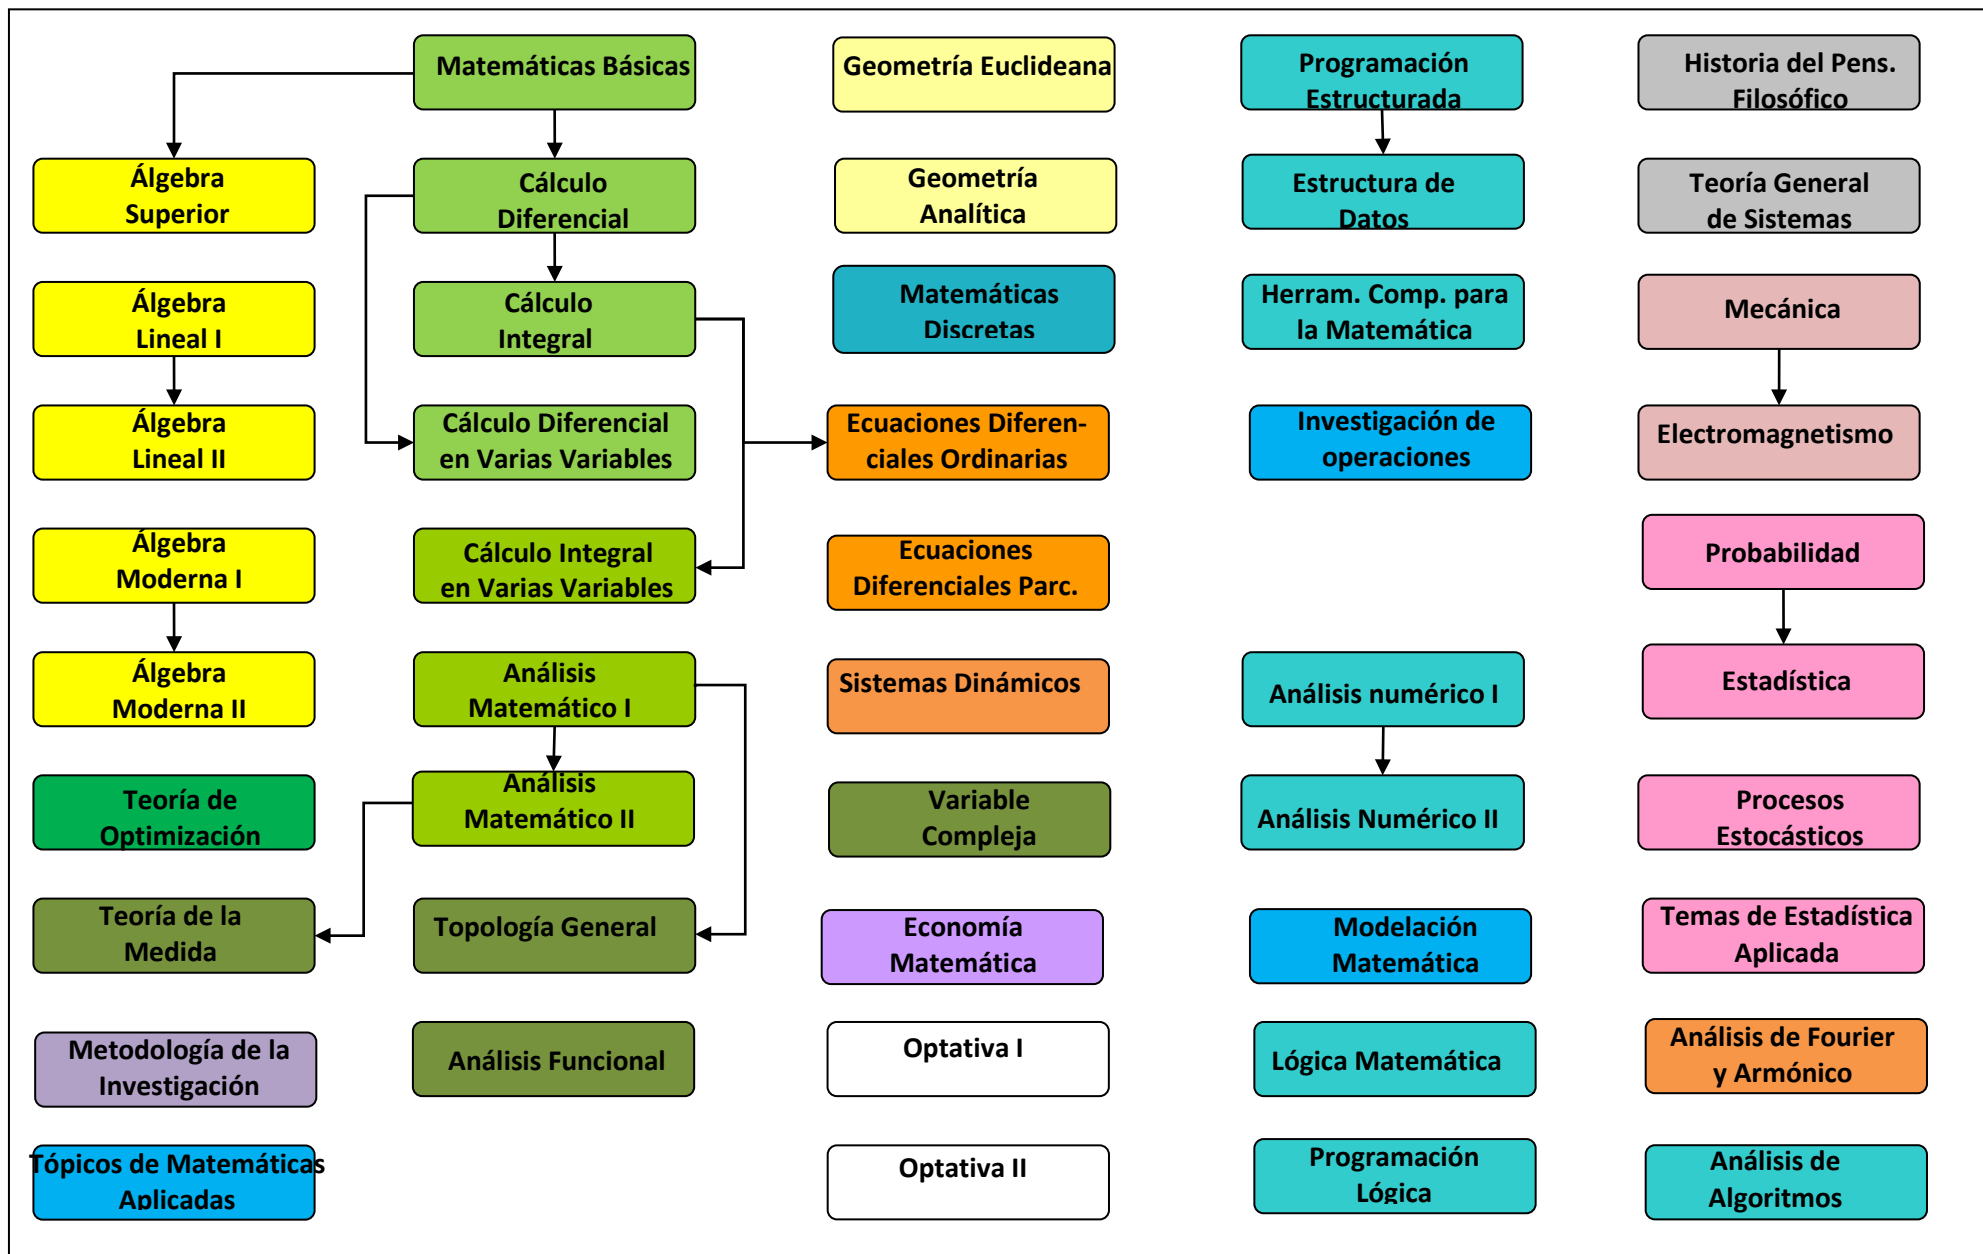 Matemáticas Básicas
Geometría Euclideana
Programación
Estructurada
Historia del Pens.
Filosófico
Álgebra
Superior
Cálculo
Diferencial
Geometría
Analítica
Estructura de
Datos
Teoría General
de Sistemas
Álgebra
Lineal I
Cálculo
Integral
Matemáticas
Discretas
Herram. Comp. para
la Matemática
Mecánica
Álgebra
Lineal II
Cálculo Diferencial
en Varias Variables
Ecuaciones Diferen-
ciales Ordinarias
Investigación de
operaciones
Electromagnetismo
Álgebra
Moderna I
Cálculo Integral
en Varias Variables
Ecuaciones
Diferenciales Parc.
Probabilidad
Álgebra
Moderna II
Análisis
Matemático I
Sistemas Dinámicos
Análisis numérico I
Estadística
Teoría de
Optimización
Análisis
Matemático II
Variable
Compleja
Análisis Numérico II
Procesos
Estocásticos
Teoría de la
Medida
Topología General
Economía
Matemática
Modelación
Matemática
Temas de Estadística
Aplicada
Metodología de la
Investigación
Análisis Funcional
Optativa I
Lógica Matemática
Análisis de Fourier
y Armónico
Tópicos de Matemáticas
Aplicadas
Optativa II
Programación
Lógica
Análisis de
Algoritmos